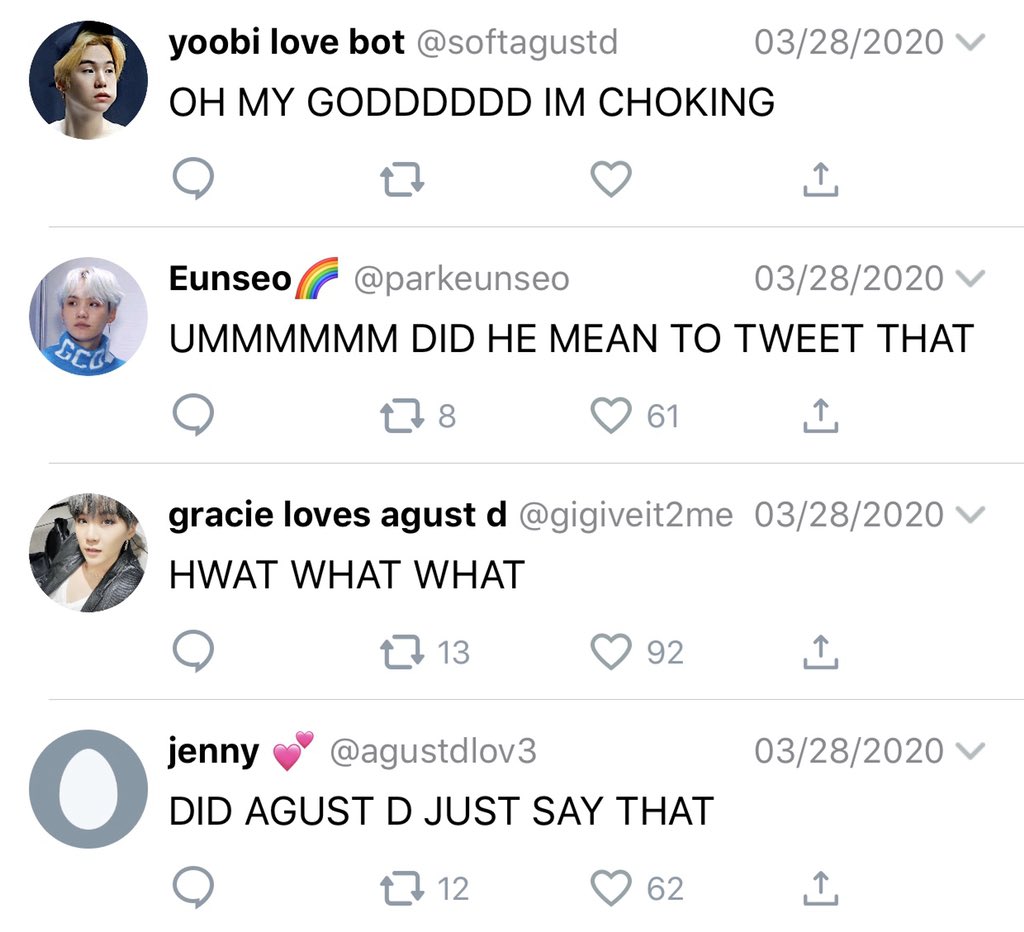 yoobi love bot @softagustd 03/28/2020
OH MY GODDDDDD IM CHOKING
Eunseo🌈 @parkeunseo 03/28/2020
UMMMMMM DID HE MEAN TO TWEET THAT
GCDS
8 61
gracie loves agust d @gigiveit2me 03/28/2020
HWAT WHAT WHAT
13 92
jenny 💕 @agustdlov3 03/28/2020
DID AGUST D JUST SAY THAT
12 62